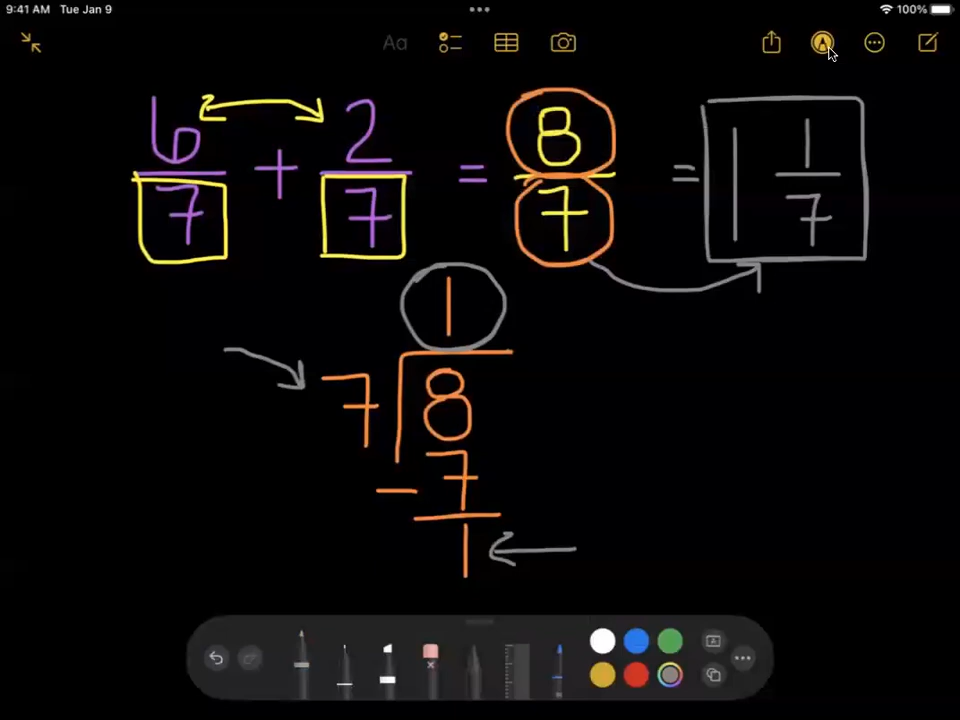 9:41 AM Tue Jan 9
100%
Aa
6/7 + 2/7 = 8/7 = 1 1/7
1
7 8
- 7
1